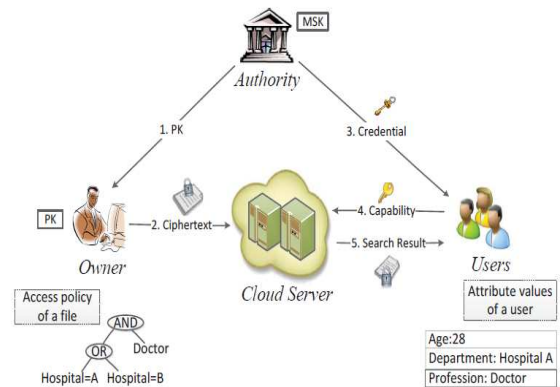 MSK
Authority
1. PK
3. Credential
PK
2. Ciphertext
4. Capability
5. Search Result
Owner
Cloud Server
Users
Access policy
of a file
AND
OR
Doctor
Hospital=A
Hospital=B
Attribute values
of a user
Age:28
Department: Hospital A
Profession: Doctor